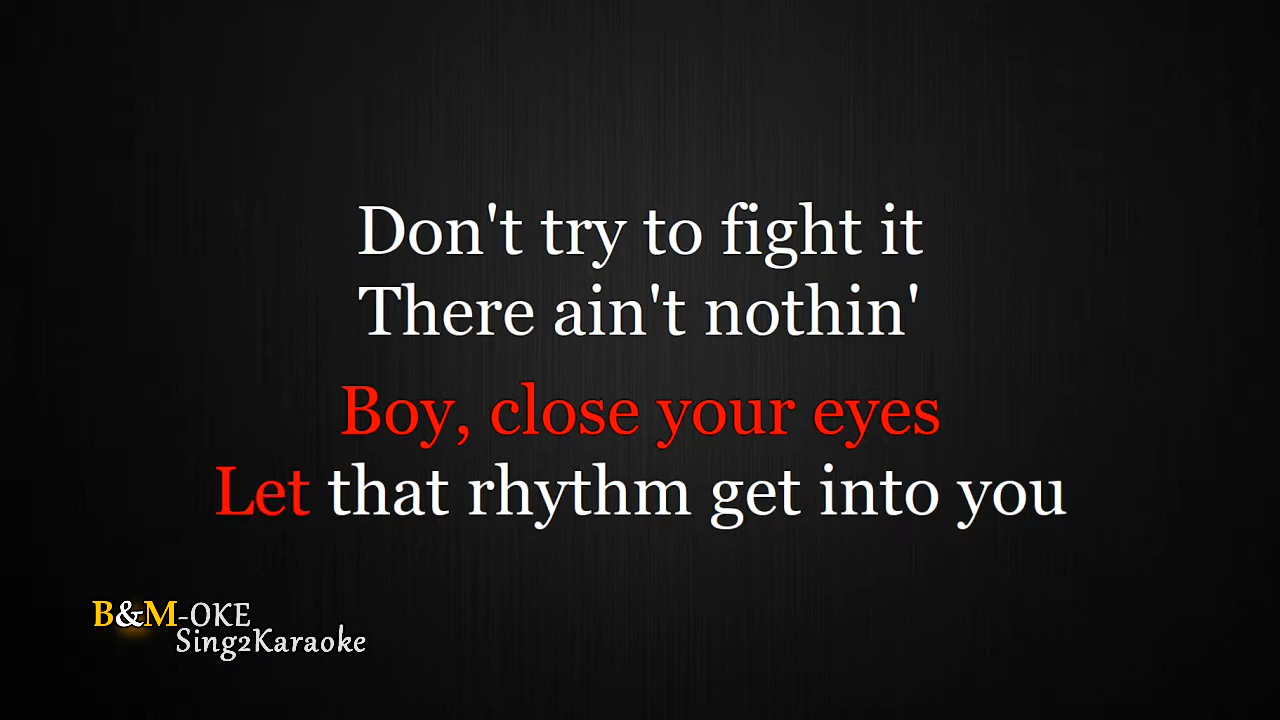 Don't try to fight it
There ain't nothin'
Boy, close your eyes
Let that rhythm get into you
B&M-OKE
Sing2Karaoke